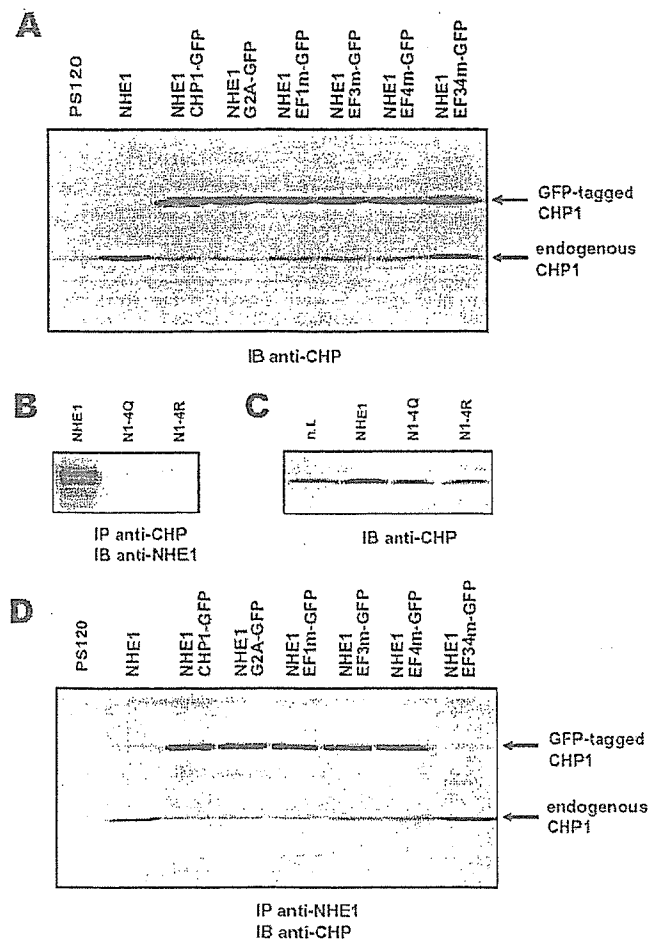 A
PS120
NHE1
NHE1
CHP1-GFP
NHE1
G2A-GFP
NHE1
EF1m-GFP
NHE1
EF3m-GFP
NHE1
EF4m-GFP
NHE1
EF34m-GFP
GFP-tagged
CHP1
endogenous
CHP1
IB anti-CHP
B
NHE1
N1-4Q
N1-4R
IP anti-CHP
IB anti-NHE1
C
n.t.
NHE1
N1-4Q
N1-4R
IB anti-CHP
D
PS120
NHE1
NHE1
CHP1-GFP
NHE1
G2A-GFP
NHE1
EF1m-GFP
NHE1
EF3m-GFP
NHE1
EF4m-GFP
NHE1
EF34m-GFP
GFP-tagged
CHP1
endogenous
CHP1
IP anti-NHE1
IB anti-CHP